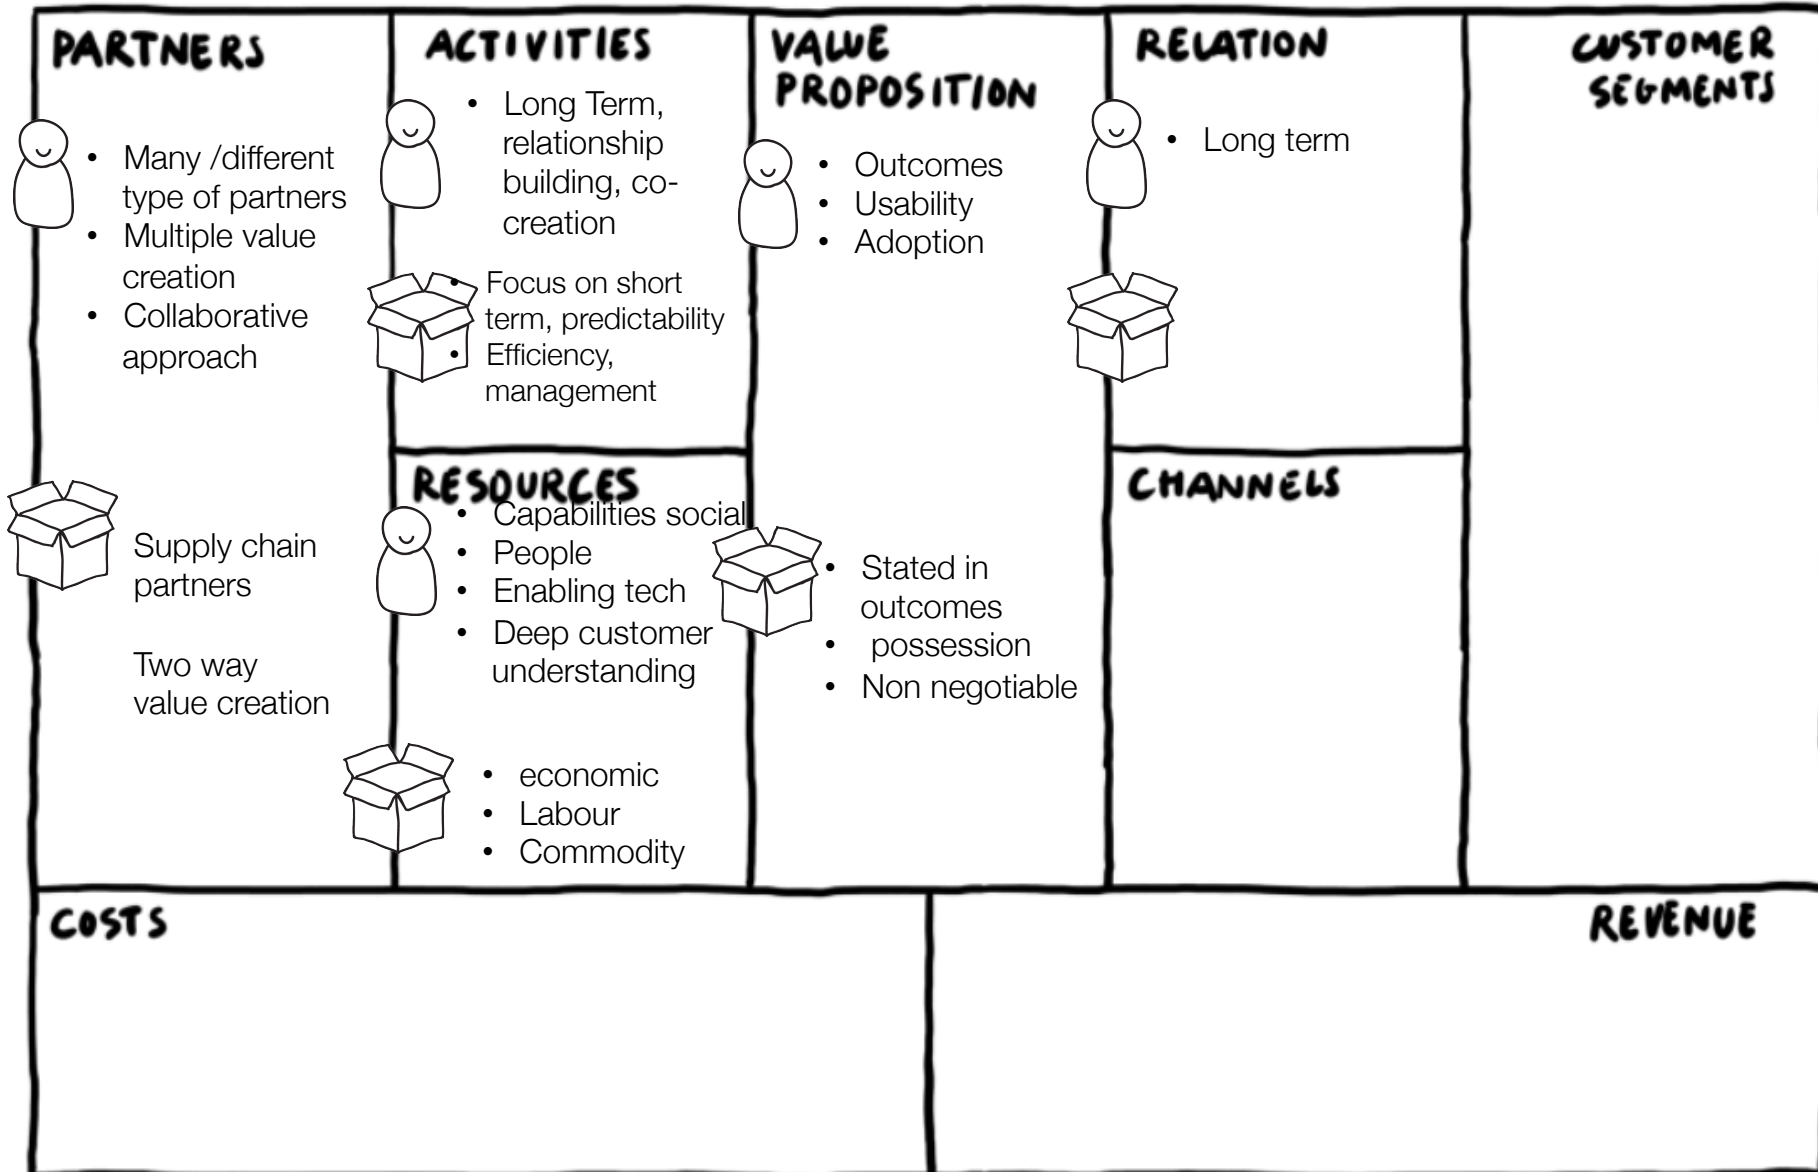 PARTNERS
• Many /different
type of partners
• Multiple value
creation
• Collaborative
approach
Supply chain
partners
Two way
value creation
ACTIVITIES
• Long Term,
relationship
building, co-
creation
• Focus on short
term, predictability
• Efficiency,
management
RESOURCES
• Capabilities social
• People
• Enabling tech
• Deep customer
understanding
• economic
• Labour
• Commodity
VALUE
PROPOSITION
• Outcomes
• Usability
• Adoption
• Stated in
outcomes
• possession
• Non negotiable
RELATION
• Long term
CHANNELS
CUSTOMER
SEGMENTS
COSTS
REVENUE